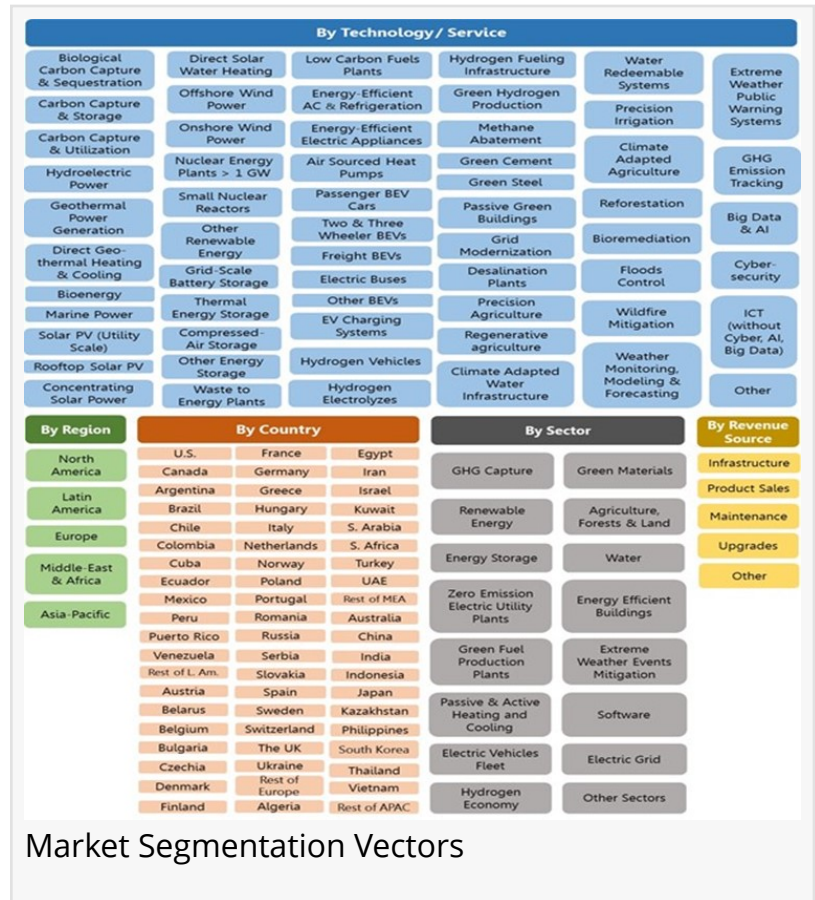 By Technology / Service
Biological
Carbon Capture
& Sequestration
Carbon Capture
& Storage
Carbon Capture
& Utilization
Hydroelectric
Power
Geothermal
Power
Generation
Direct Geo-
thermal Heating
& Cooling
Bioenergy
Marine Power
Solar PV (Utility
Scale)
Rooftop Solar PV
Concentrating
Solar Power
Direct Solar
Water Heating
Offshore Wind
Power
Onshore Wind
Power
Nuclear Energy
Plants > 1 GW
Small Nuclear
Reactors
Other
Renewable
Energy
Grid-Scale
Battery Storage
Thermal
Energy Storage
Compressed-
Air Storage
Other Energy
Storage
Waste to
Energy Plants
Low Carbon Fuels
Plants
Energy-Efficient
AC & Refrigeration
Energy-Efficient
Electric Appliances
Air Sourced Heat
Pumps
Passenger BEV
Cars
Two & Three
Wheeler BEVs
Freight BEVs
Electric Buses
Other BEVs
EV Charging
Systems
Hydrogen Vehicles
Hydrogen
Electrolyzes
Hydrogen Fueling
Infrastructure
Green Hydrogen
Production
Methane
Abatement
Green Cement
Green Steel
Passive Green
Buildings
Grid
Modernization
Desalination
Plants
Precision
Agriculture
Regenerative
agriculture
Climate Adapted
Water
Infrastructure
Water
Redeemable
Systems
Precision
Irrigation
Climate
Adapted
Agriculture
Reforestation
Bioremediation
Floods
Control
Wildfire
Mitigation
Weather
Monitoring,
Modeling &
Forecasting
Extreme
Weather
Public
Warning
Systems
GHG
Emission
Tracking
Big Data
& AI
Cyber-
security
ICT
(without
Cyber, AI,
Big Data)
Other
By Region
North
America
Latin
America
Europe
Middle-East
& Africa
Asia-Pacific
By Country
U.S.
Canada
Argentina
Brazil
Chile
Colombia
Cuba
Ecuador
Mexico
Peru
Puerto Rico
Venezuela
Rest of L. Am.
Austria
Belarus
Belgium
Bulgaria
Czechia
Denmark
Finland
France
Germany
Greece
Hungary
Italy
Netherlands
Norway
Poland
Portugal
Romania
Russia
Serbia
Slovakia
Spain
Sweden
Switzerland
The UK
Ukraine
Rest of
Europe
Algeria
Egypt
Iran
Israel
Kuwait
S. Arabia
S. Africa
Turkey
UAE
Rest of MEA
Australia
China
India
Indonesia
Japan
Kazakhstan
Philippines
South Korea
Thailand
Vietnam
Rest of APAC
By Sector
GHG Capture
Renewable
Energy
Energy Storage
Zero Emission
Electric Utility
Plants
Green Fuel
Production
Plants
Passive & Active
Heating and
Cooling
Electric Vehicles
Fleet
Hydrogen
Economy
Green Materials
Agriculture,
Forests & Land
Water
Energy Efficient
Buildings
Extreme
Weather Events
Mitigation
Software
Electric Grid
Other Sectors
By Revenue
Source
Infrastructure
Product Sales
Maintenance
Upgrades
Other
Market Segmentation Vectors